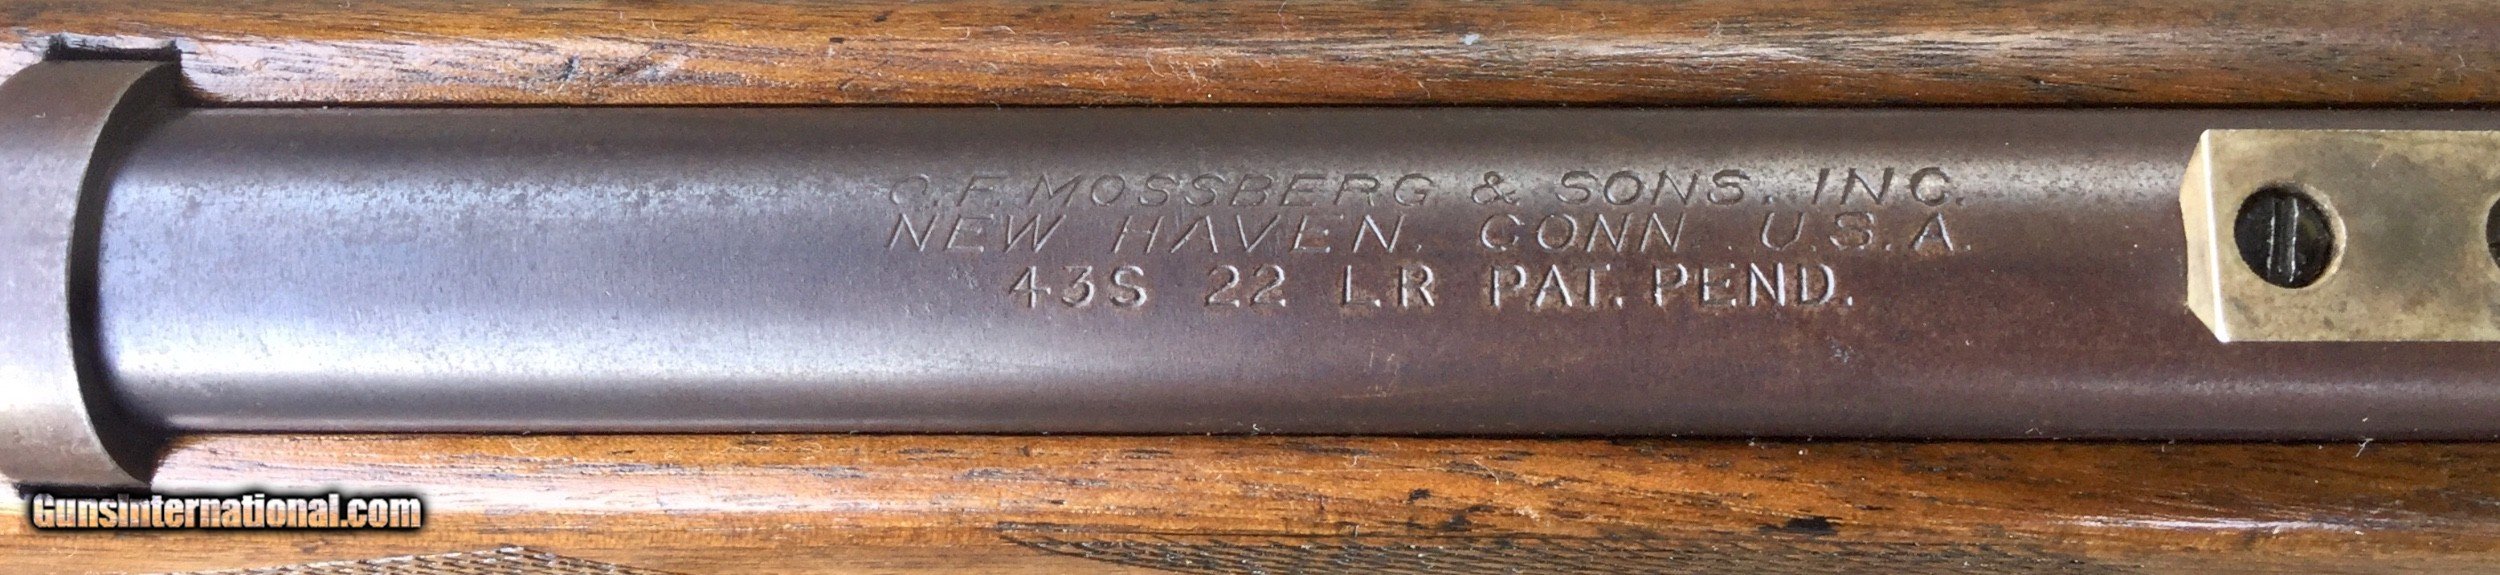 O.F. MOSSBERG & SONS. INC.
NEW HAVEN, CONN. U.S.A.
43S 22 L.R PAT. PEND.
GunsInternational.com